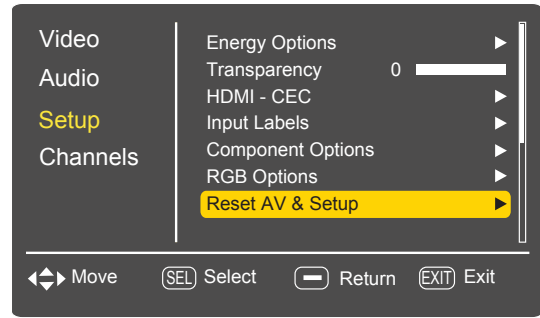 Video
Audio
Setup
Channels
Energy Options
Transparency 0
HDMI - CEC
Input Labels
Component Options
RGB Options
Reset AV & Setup
Move SEL Select Return EXIT Exit